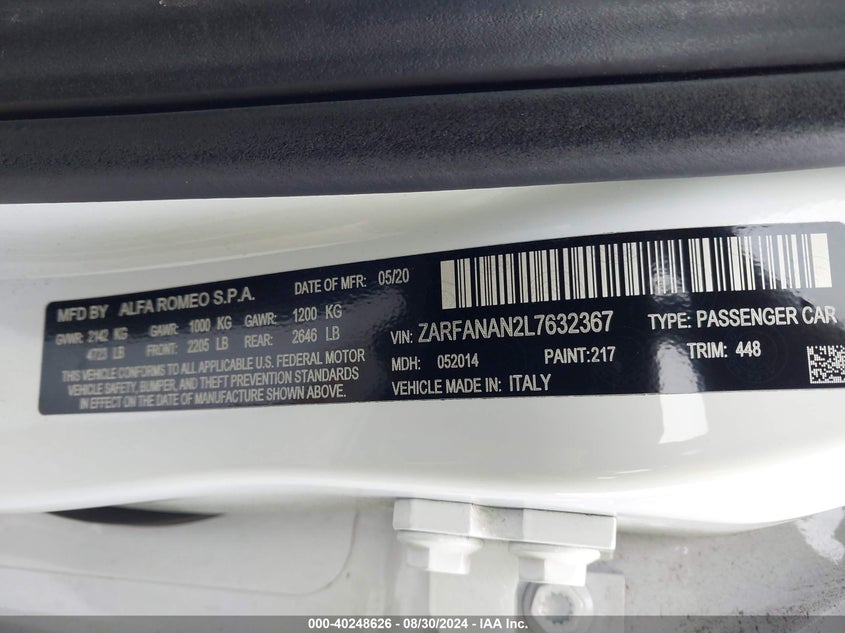 MFD BY ALFA ROMEO S.P.A. DATE OF MFR: 05/20
GVWR: 2142 KG GAWR: 1000 KG GAWR: 1200 KG
4723 LB FRONT: 2205 LB REAR: 2646 LB
THIS VEHICLE CONFORMS TO ALL APPLICABLE U.S. FEDERAL MOTOR
VEHICLE SAFETY, BUMPER, AND THEFT PREVENTION STANDARDS
IN EFFECT ON THE DATE OF MANUFACTURE SHOWN ABOVE.
VIN: ZARFANAN2L7632367 TYPE: PASSENGER CAR
MDH: 052014 PAINT: 217 TRIM: 448
VEHICLE MADE IN: ITALY
000-40248626 - 08/30/2024 - IAA Inc.